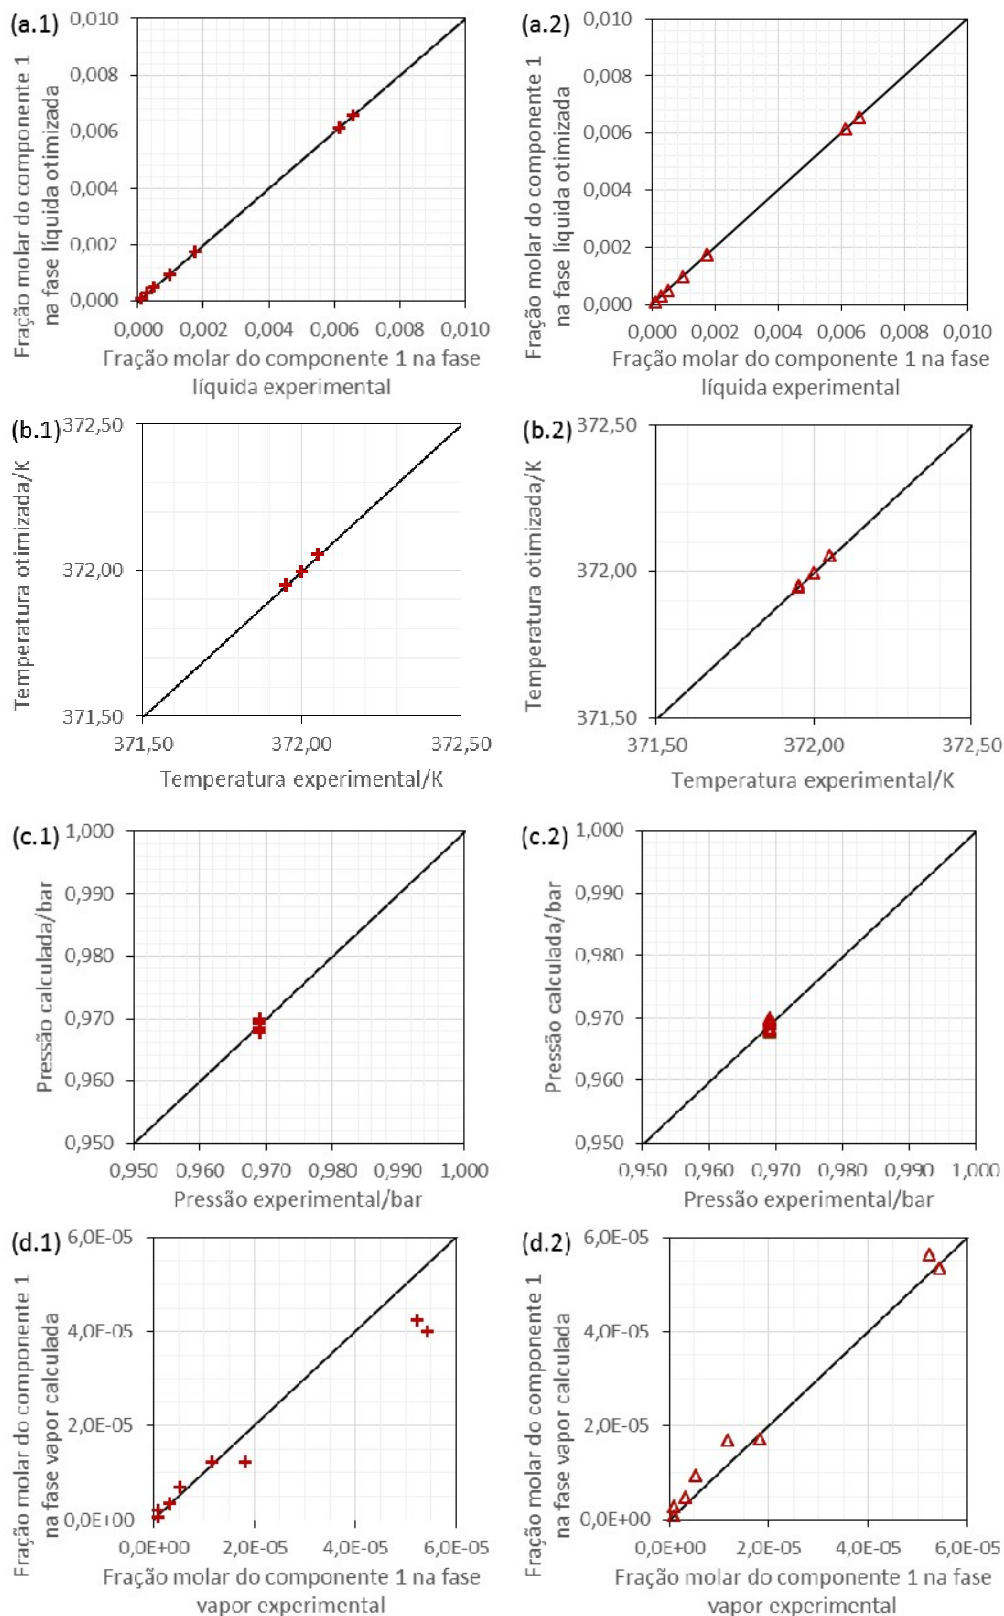 (a.1)
0,010
0,008
0,006
0,004
0,002
0,000
Fração molar do componente 1
na fase líquida otimizada
0,000 0,002 0,004 0,006 0,008 0,010
Fração molar do componente 1 na fase
líquida experimental
(a.2)
0,010
0,008
0,006
0,004
0,002
0,000
Fração molar do componente 1
na fase líquida otimizada
0,000 0,002 0,004 0,006 0,008 0,010
Fração molar do componente 1 na fase
líquida experimental
(b.1)
372,50
372,00
371,50
Temperatura otimizada/K
371,50 372,00 372,50
Temperatura experimental/K
(b.2)
372,50
372,00
371,50
Temperatura otimizada/K
371,50 372,00 372,50
Temperatura experimental/K
(c.1)
1,000
0,990
0,980
0,970
0,960
0,950
Pressão calculada/bar
0,950 0,960 0,970 0,980 0,990 1,000
Pressão experimental/bar
(c.2)
1,000
0,990
0,980
0,970
0,960
0,950
Pressão calculada/bar
0,950 0,960 0,970 0,980 0,990 1,000
Pressão experimental/bar
(d.1)
6,0E-05
4,0E-05
2,0E-05
0,0E+00
Fração molar do componente 1
na fase vapor calculada
0,0E+00 2,0E-05 4,0E-05 6,0E-05
Fração molar do componente 1 na fase
vapor experimental
(d.2)
6,0E-05
4,0E-05
2,0E-05
0,0E+00
Fração molar do componente 1
na fase vapor calculada
0,0E+00 2,0E-05 4,0E-05 6,0E-05
Fração molar do componente 1 na fase
vapor experimental